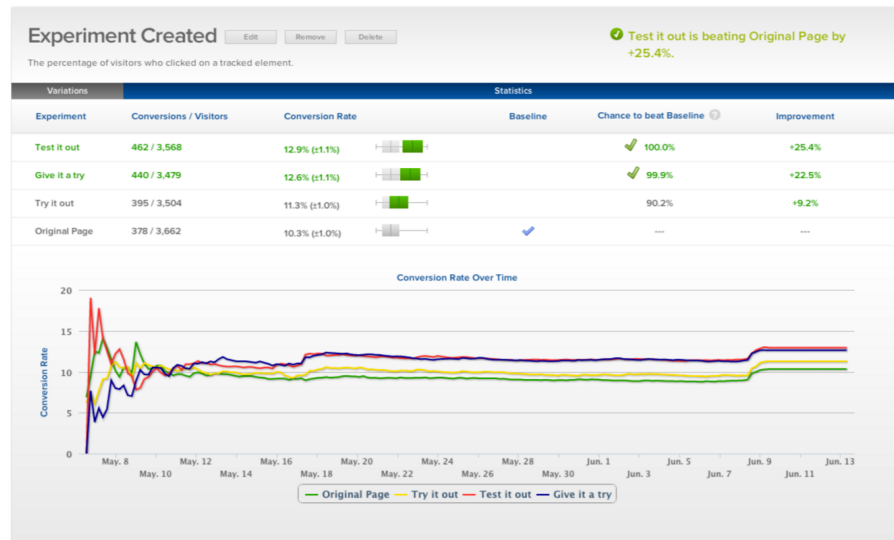 Experiment Created Edit Remove Delete
Test it out is beating Original Page by
+25.4%.
The percentage of visitors who clicked on a tracked element.
Variations Statistics
Experiment Conversions / Visitors Conversion Rate Baseline Chance to beat Baseline ? Improvement
Test it out 462 / 3,568 12.9% (±1.1%) 100.0% +25.4%
Give it a try 440 / 3,479 12.6% (±1.1%) 99.9% +22.5%
Try it out 395 / 3,504 11.3% (±1.0%) 90.2% +9.2%
Original Page 378 / 3,662 10.3% (±1.0%) --- ---
Conversion Rate Over Time
Conversion Rate
20
15
10
5
0
May. 8 May. 12 May. 16 May. 20 May. 24 May. 28 Jun. 1 Jun. 5 Jun. 9 Jun. 13
May. 10 May. 14 May. 18 May. 22 May. 26 May. 30 Jun. 3 Jun. 7 Jun. 11
Original Page Try it out Test it out Give it a try